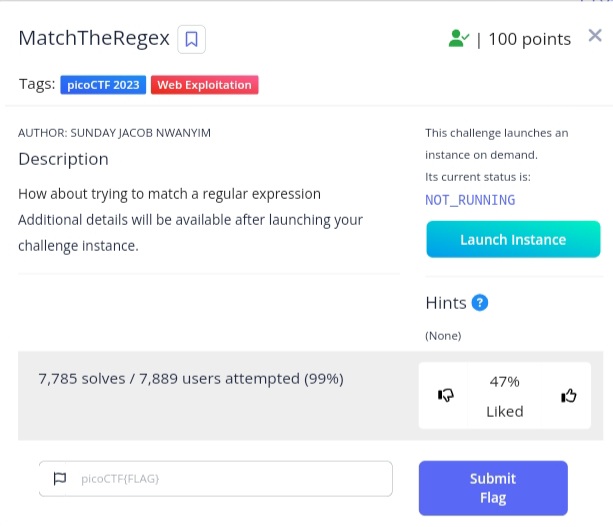 MatchTheRegex
| 100 points
Tags: picoCTF 2023 Web Exploitation
AUTHOR: SUNDAY JACOB NWANYIM
Description
How about trying to match a regular expression
Additional details will be available after launching your
challenge instance.
This challenge launches an
instance on demand.
Its current status is:
NOT_RUNNING
Launch Instance
Hints ?
(None)
7,785 solves / 7,889 users attempted (99%)
47%
Liked
picoCTF{FLAG}
Submit
Flag